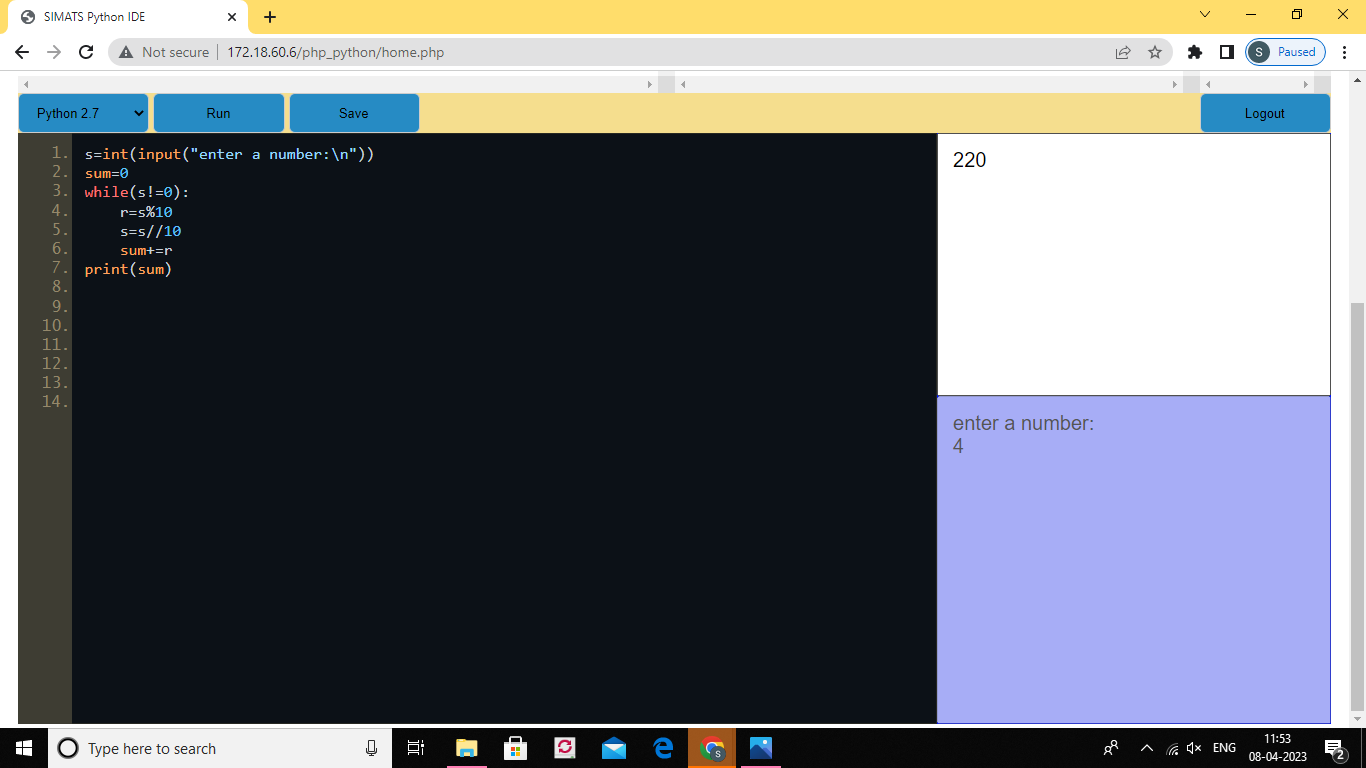 SIMATS Python IDE
Not secure
172.18.60.6/php_python/home.php
S
Paused
Python 2.7
Run
Save
Logout
1. s=int(input("enter a number:\n"))
2. sum=0
3. while(s!=0):
4.     r=s%10
5.     s=s//10
6.     sum+=r
7. print(sum)
8.
9.
10.
11.
12.
13.
14.
220
enter a number:
4
Type here to search
S
ENG
11:53
08-04-2023
2